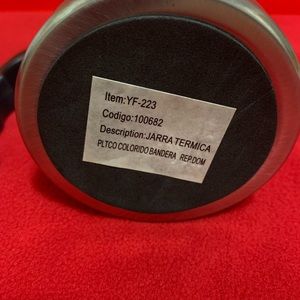 Item:YF-223
Codigo:100682
Description:JARRA TERMICA
PLTCO COLORIDO BANDERA REP.DOM